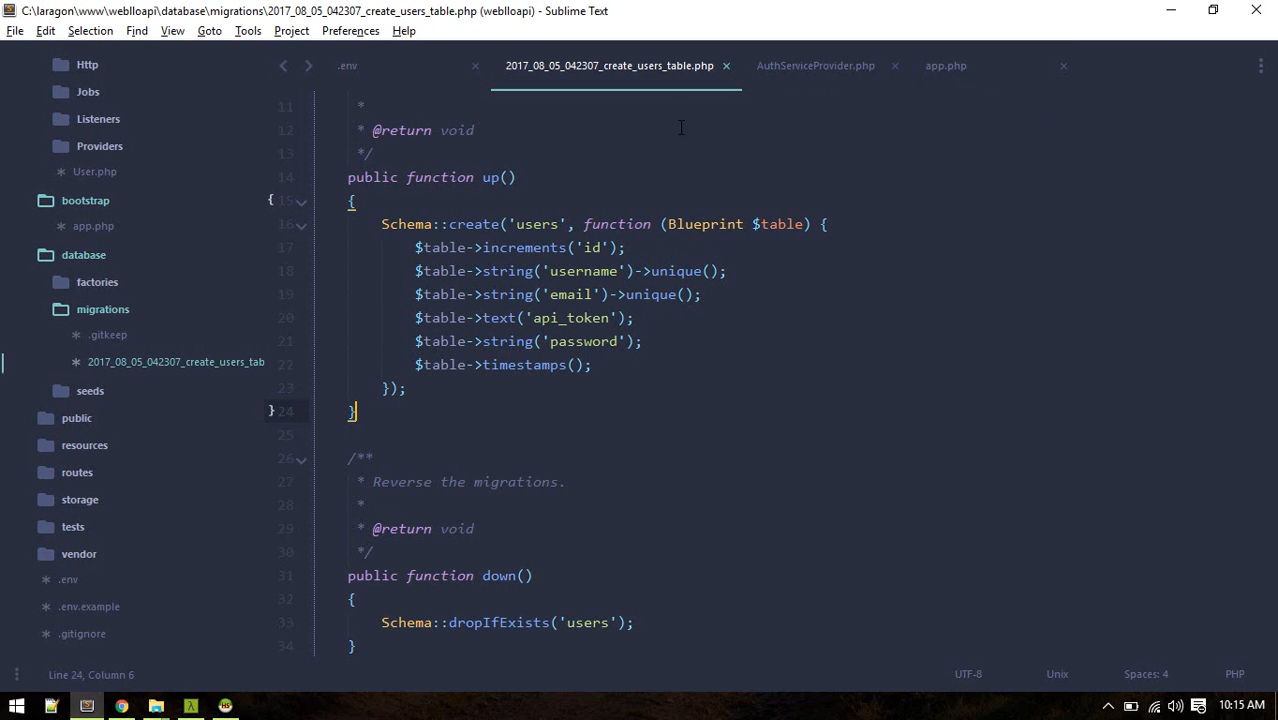 C:\laragon\www\weblloapi\database\migrations\2017_08_05_042307_create_users_table.php (weblloapi) - Sublime Text
File Edit Selection Find View Goto Tools Project Preferences Help
.env 2017_08_05_042307_create_users_table.php AuthServiceProvider.php app.php
Http
Jobs
Listeners
Providers
User.php
bootstrap
app.php
database
factories
migrations
.gitkeep
2017_08_05_042307_create_users_tab
seeds
public
resources
routes
storage
tests
vendor
.env
.env.example
.gitignore
11 *
12 * @return void
13 */
14 public function up()
15 {
16 Schema::create('users', function (Blueprint $table) {
17 $table->increments('id');
18 $table->string('username')->unique();
19 $table->string('email')->unique();
20 $table->text('api_token');
21 $table->string('password');
22 $table->timestamps();
23 });
24 }
25
26 /**
27 * Reverse the migrations.
28 *
29 * @return void
30 */
31 public function down()
32 {
33 Schema::dropIfExists('users');
34 }
Line 24, Column 6 UTF-8 Unix Spaces: 4 PHP
10:15 AM